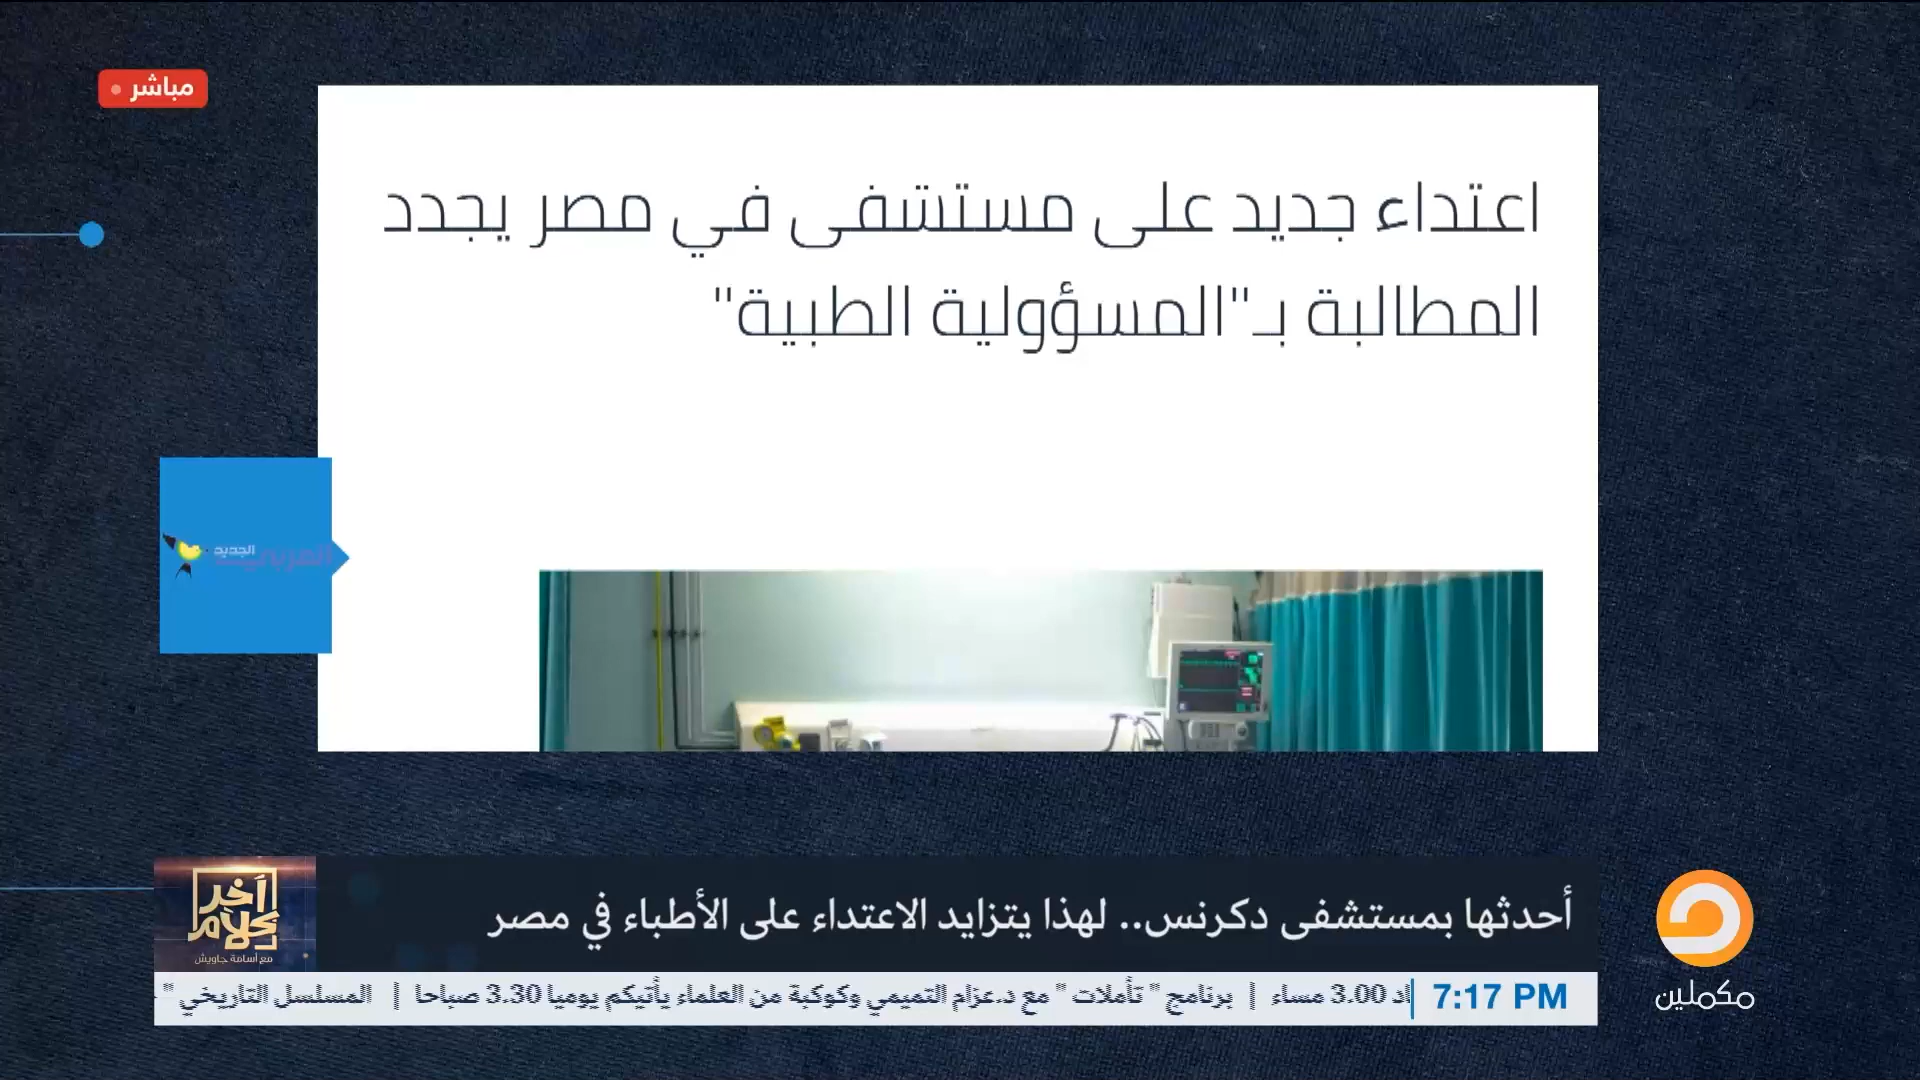 مباشر
اعتداء جديد على مستشفى في مصر يجدد
المطالبة بـ"المسؤولية الطبية"
العربي الجديد
آخر
كلام
مع أسامة جاويش
أحدثها بمستشفى دكرنس.. لهذا يتزايد الاعتداء على الأطباء في مصر
7:17 PM
اد 3.00 مساء | برنامج " تأملات " مع د.عزام التميمي وكوكبة من العلماء يأتيكم يوميا 3.30 صباحا | المسلسل التاريخي "
مكملين